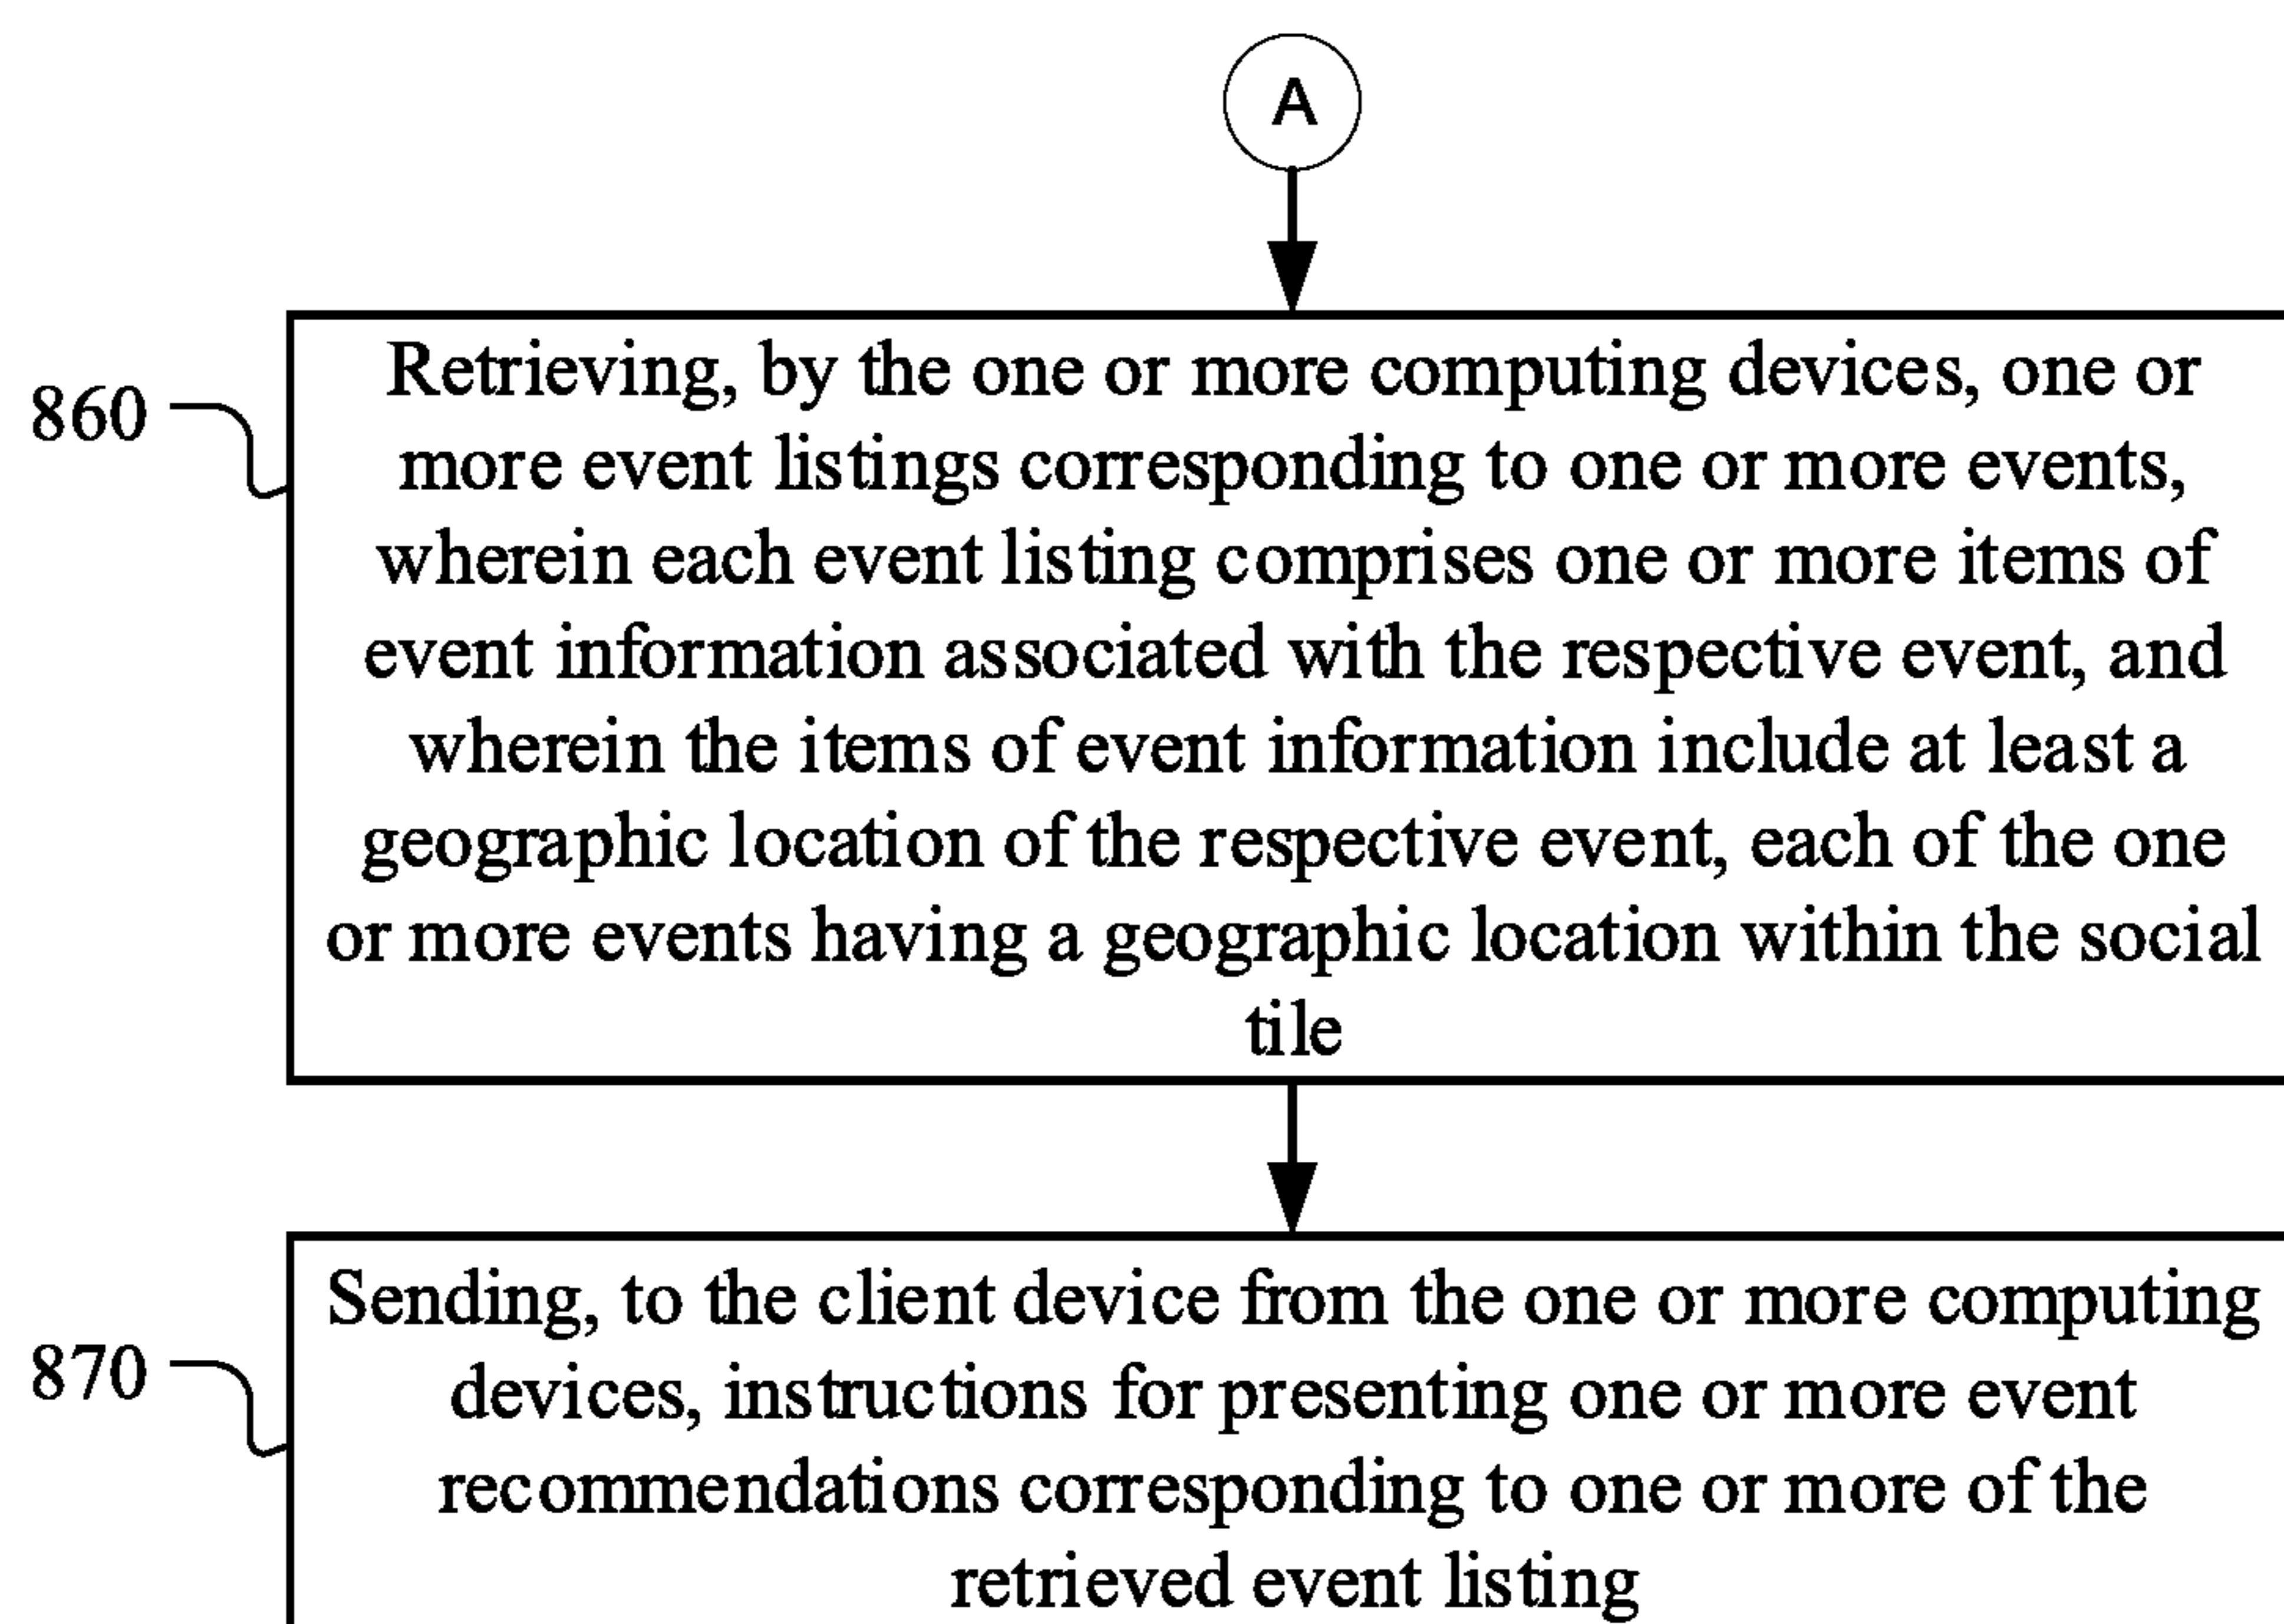 A
860
Retrieving, by the one or more computing devices, one or
more event listings corresponding to one or more events,
wherein each event listing comprises one or more items of
event information associated with the respective event, and
wherein the items of event information include at least a
geographic location of the respective event, each of the one
or more events having a geographic location within the social
tile
870
Sending, to the client device from the one or more computing
devices, instructions for presenting one or more event
recommendations corresponding to one or more of the
retrieved event listing